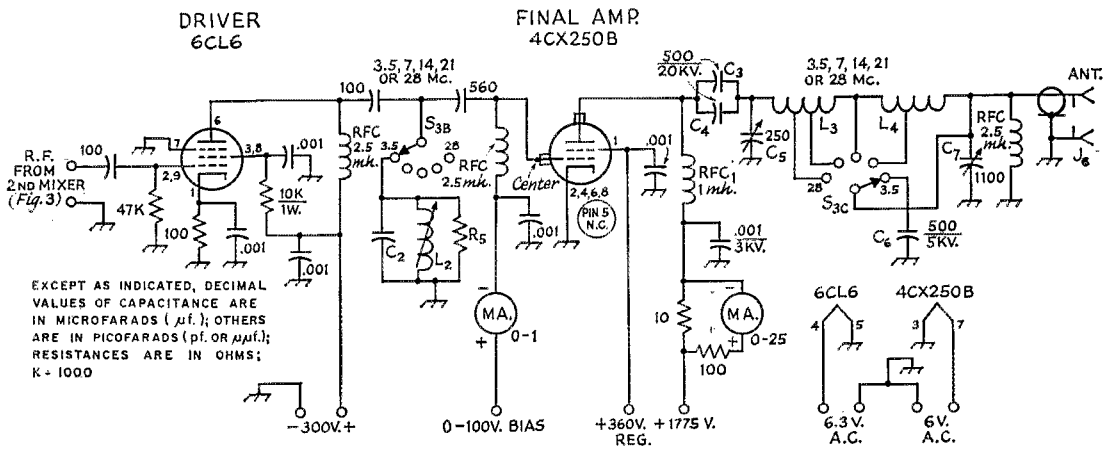 DRIVER
6CL6
FINAL AMP.
4CX250B
3.5, 7, 14, 21
OR 28 MC.
500
20KV.
C3
C4
3.5, 7, 14, 21
OR 28 MC.
ANT.
100
560
S3B
3.5
28
RFC
2.5
mh.
RFC
2.5mh.
Center
6
7
3,8
2,9
1
.001
100
R.F.
FROM
2ND MIXER
(Fig. 3)
47K
100
.001
10K
1W.
.001
C2
L2
R5
.001
1
2,4,6,8
PIN 5
N.C.
.001
RFC1
1mh.
250
C5
L3
L4
C7
1100
RFC
2.5
mh.
J6
28
3.5
S3C
C6
500
5KV.
.001
3KV.
EXCEPT AS INDICATED, DECIMAL
VALUES OF CAPACITANCE ARE
IN MICROFARADS (μf.); OTHERS
ARE IN PICOFARADS (pf. OR μμf.);
RESISTANCES ARE IN OHMS;
K = 1000
-
MA.
+
0-1
10
-
MA.
+
0-25
100
6CL6
4
5
4CX250B
3
7
-300V.+
0-100V. BIAS
+360V.
REG.
+1775 V.
6.3 V.
A.C.
6V.
A.C.